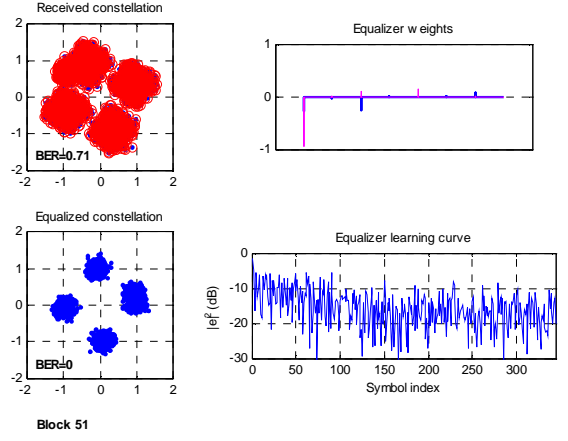 Received constellation
2
1
0
-1
-2
BER=0.71
-2 -1 0 1 2
Equalizer weights
1
0
-1
Equalized constellation
2
1
0
-1
-2
BER=0
-2 -1 0 1 2
Equalizer learning curve
0
-10
-20
-30
|e|² (dB)
0 50 100 150 200 250 300
Symbol index
Block 51